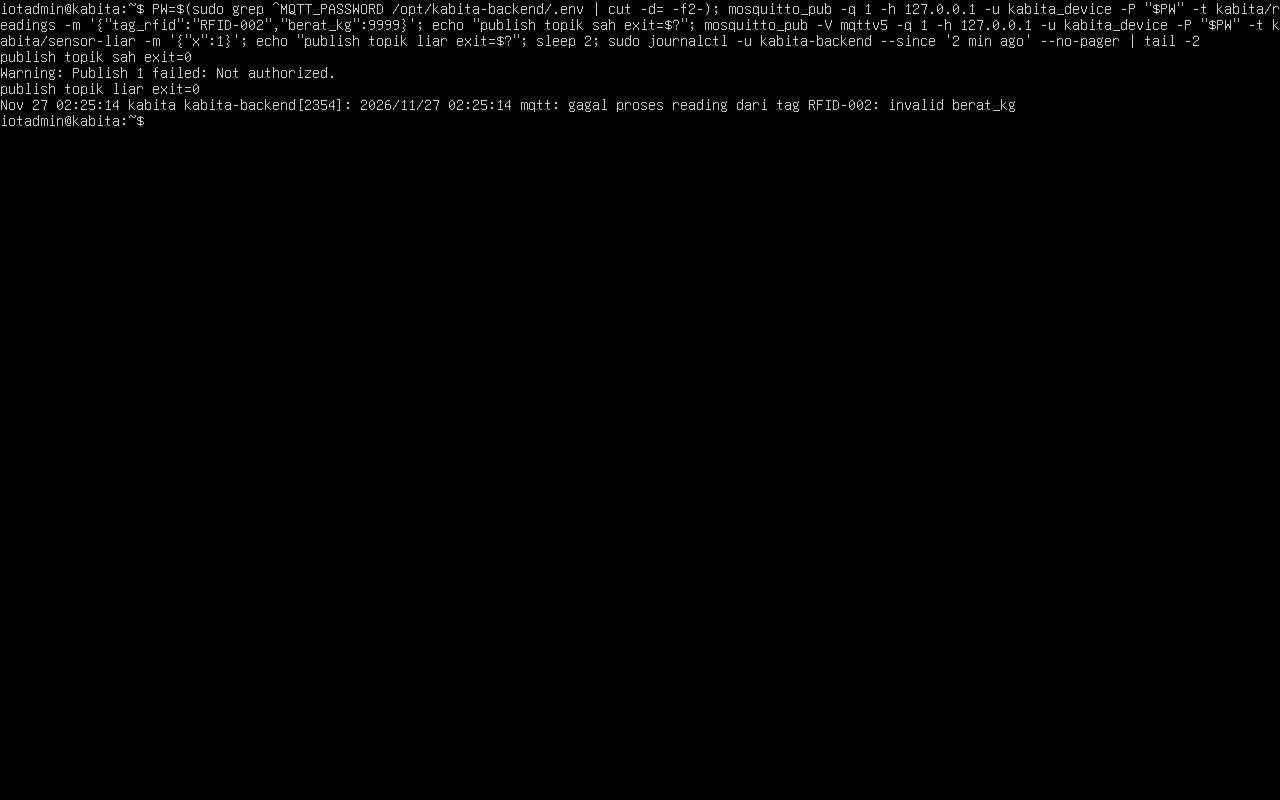 iotadmin@kabita:~$ PW=$(sudo grep ^MQTT_PASSWORD /opt/kabita-backend/.env | cut -d= -f2-); mosquitto_pub -q 1 -h 127.0.0.1 -u kabita_device -P "$PW" -t kabita/r
eadings -m '{"tag_rfid":"RFID-002","berat_kg":9999}'; echo "publish topik sah exit=$?"; mosquitto_pub -V mqttv5 -q 1 -h 127.0.0.1 -u kabita_device -P "$PW" -t k
abita/sensor-liar -m '{"x":1}'; echo "publish topik liar exit=$?"; sleep 2; sudo journalctl -u kabita-backend --since '2 min ago' --no-pager | tail -2
publish topik sah exit=0
Warning: Publish 1 failed: Not authorized.
publish topik liar exit=0
Nov 27 02:25:14 kabita kabita-backend[2354]: 2026/11/27 02:25:14 mqtt: gagal proses reading dari tag RFID-002: invalid berat_kg
iotadmin@kabita:~$